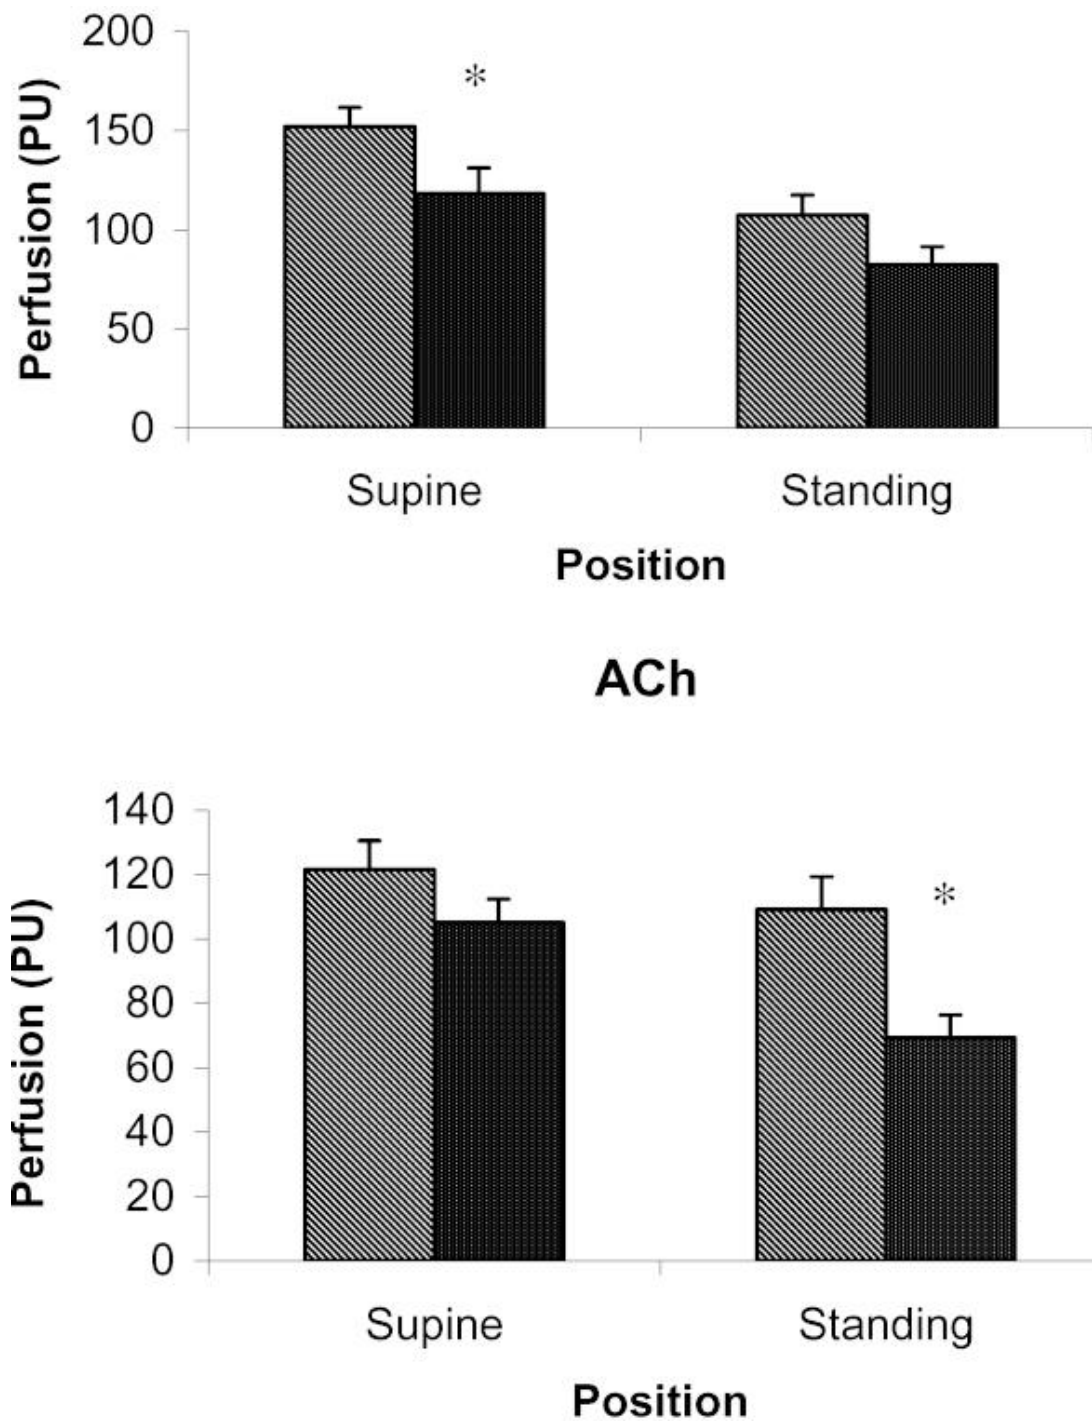 200
150
100
50
0
Perfusion (PU)
*
Supine Standing
Position
ACh
140
120
100
80
60
40
20
0
Perfusion (PU)
*
Supine Standing
Position